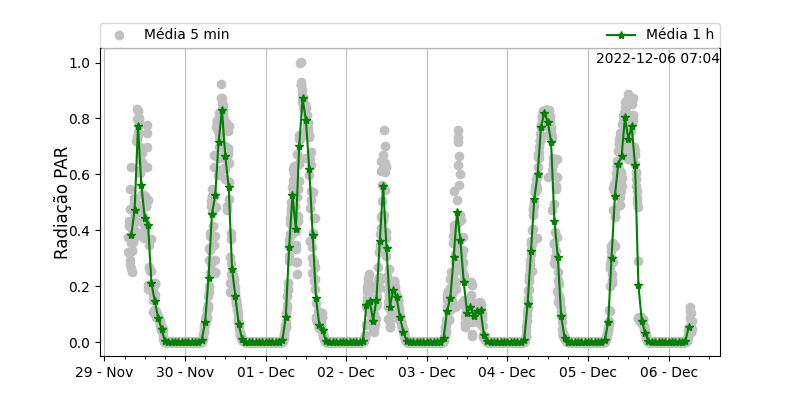 Média 5 min
Média 1 h
2022-12-06 07:04
Radiação PAR
1.0
0.8
0.6
0.4
0.2
0.0
29 - Nov
30 - Nov
01 - Dec
02 - Dec
03 - Dec
04 - Dec
05 - Dec
06 - Dec